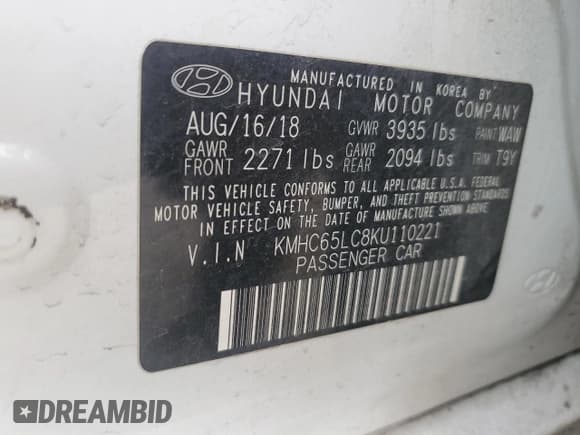 MANUFACTURED IN KOREA BY
HYUNDAI MOTOR COMPANY
AUG/16/18 GVWR 3935 lbs PAINT WAW
GAWR FRONT 2271 lbs GAWR REAR 2094 lbs TRIM T9Y
THIS VEHICLE CONFORMS TO ALL APPLICABLE U.S.A. FEDERAL
MOTOR VEHICLE SAFETY, BUMPER, AND THEFT PREVENTION STANDARDS
IN EFFECT ON THE DATE OF MANUFACTURE SHOWN ABOVE
V.I.N KMHC65LC8KU110221
PASSENGER CAR
DREAMBID